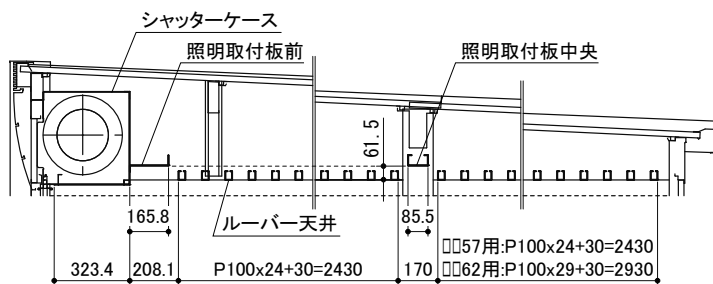 シャッターケース
照明取付板前
照明取付板中央
61.5
165.8
ルーバー天井
85.5
□□57用:P100x24+30=2430
□□62用:P100x29+30=2930
323.4
208.1
P100x24+30=2430
170